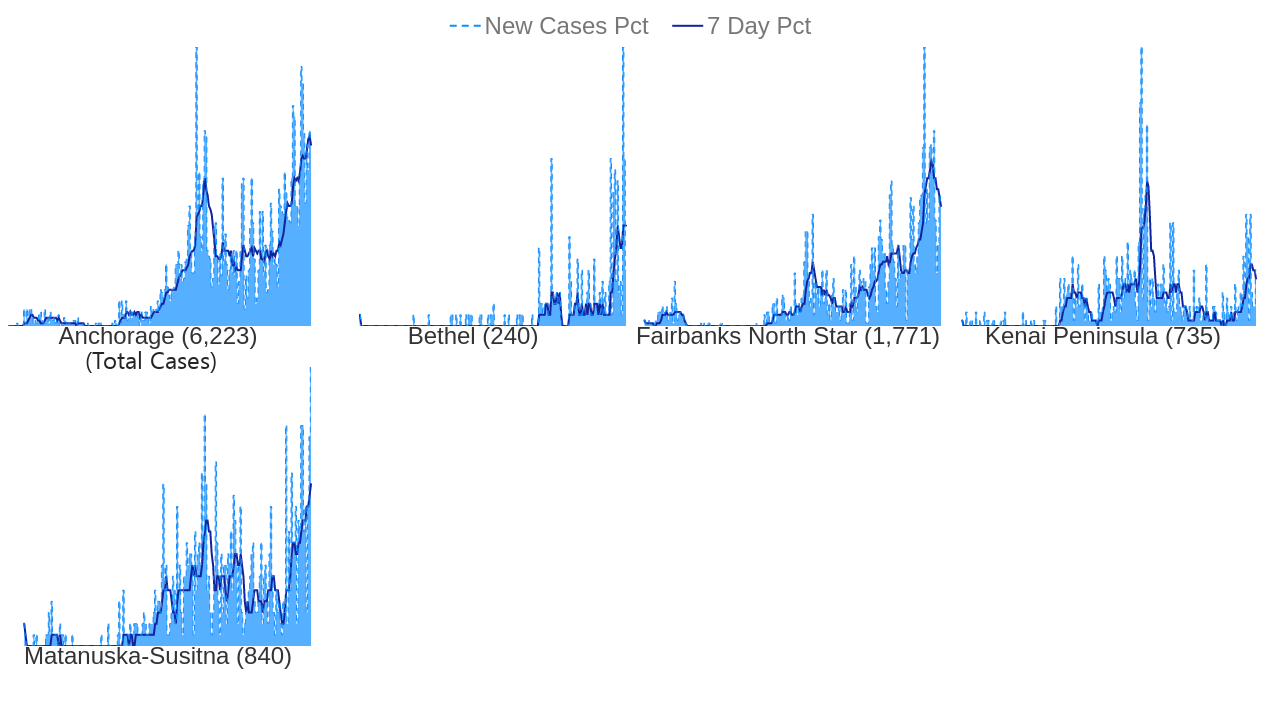 New Cases Pct 7 Day Pct
Anchorage (6,223) Bethel (240) Fairbanks North Star (1,771) Kenai Peninsula (735)
(Total Cases)
Matanuska-Susitna (840)